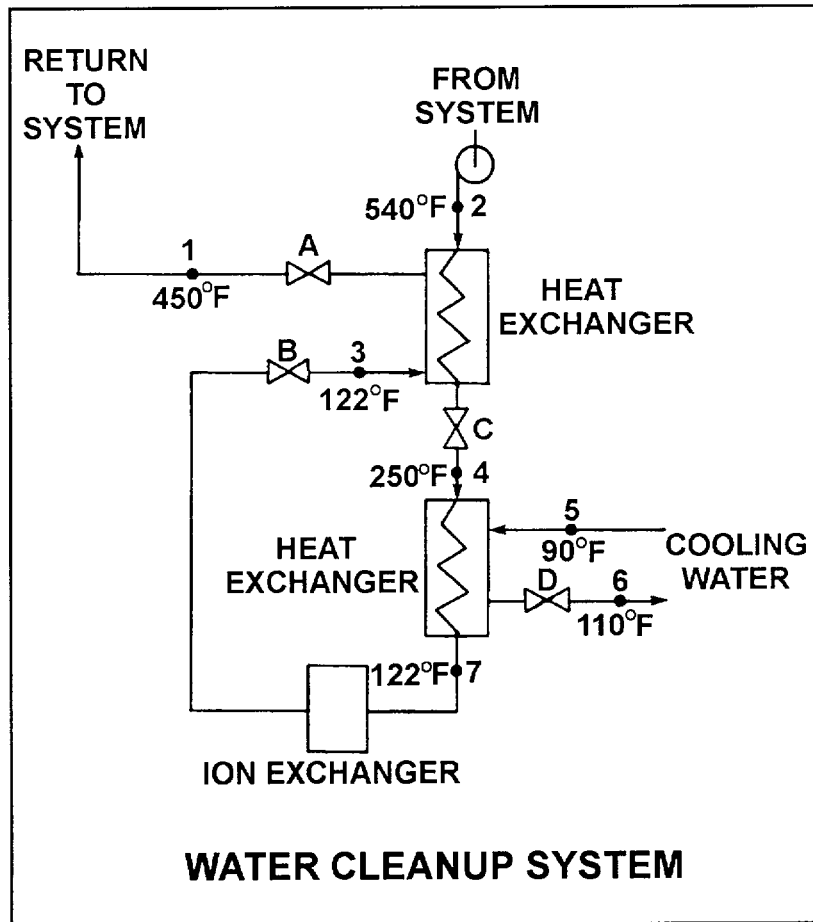 RETURN
TO
SYSTEM
FROM
SYSTEM
540°F 2
1
A
450°F
HEAT
EXCHANGER
B
3
122°F
C
250°F 4
5
90°F
COOLING
WATER
HEAT
EXCHANGER
D
6
110°F
122°F 7
ION EXCHANGER
WATER CLEANUP SYSTEM